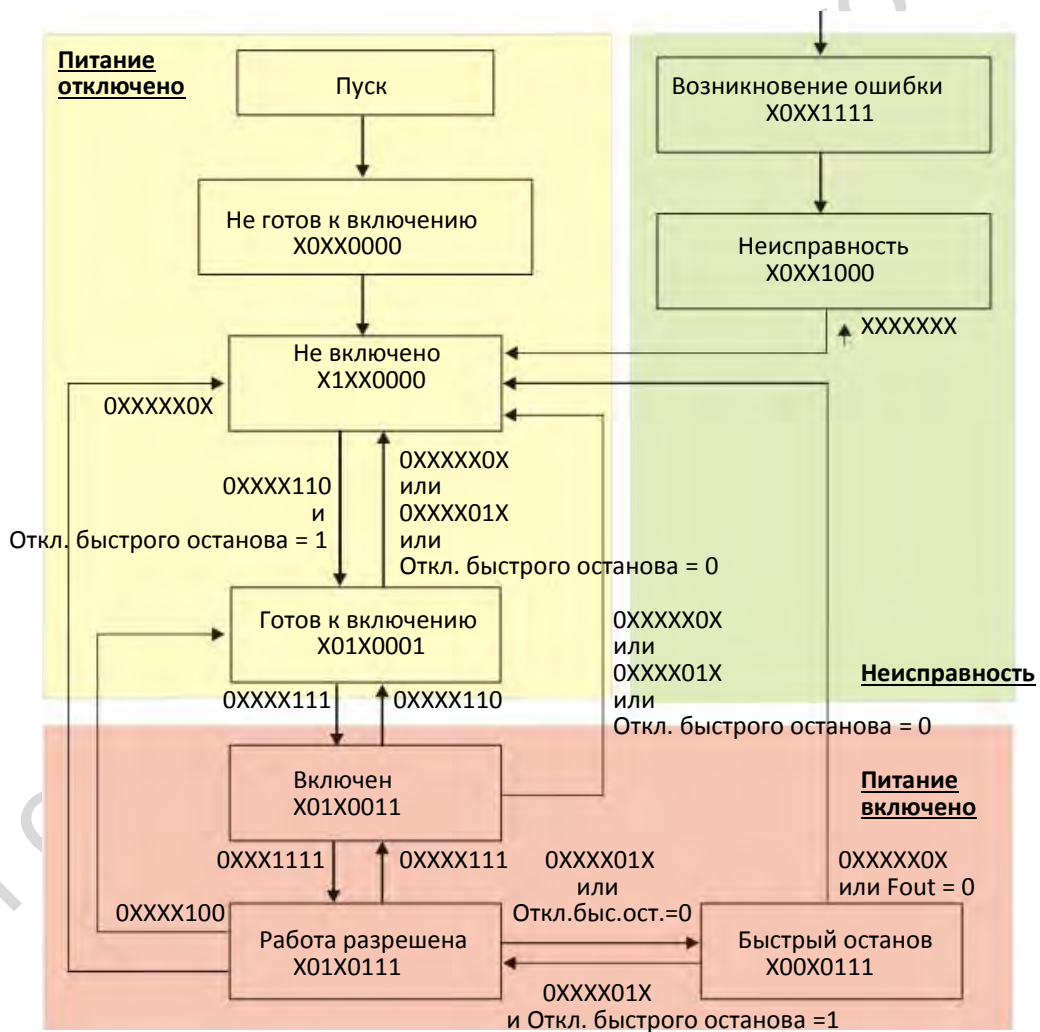 Питание
отключено
Пуск
Не готов к включению
X0XX0000
Не включено
X1XX0000
0XXXXX0X
0XXXX110
и
Откл. быстрого останова = 1
0XXXXX0X
или
0XXXX01X
или
Откл. быстрого останова = 0
Готов к включению
X01X0001
0XXXX111
0XXXX110
Возникновение ошибки
X0XX1111
Неисправность
X0XX1000
XXXXXXX
Неисправность
0XXXXX0X
или
0XXXX01X
или
Откл. быстрого останова = 0
Питание
включено
Включен
X01X0011
0XXX1111
0XXXX111
0XXXX01X
или
Откл.быс.ост.=0
0XXXXX0X
или Fout = 0
0XXXX100
Работа разрешена
X01X0111
Быстрый останов
X00X0111
0XXXX01X
и Откл. быстрого останова =1